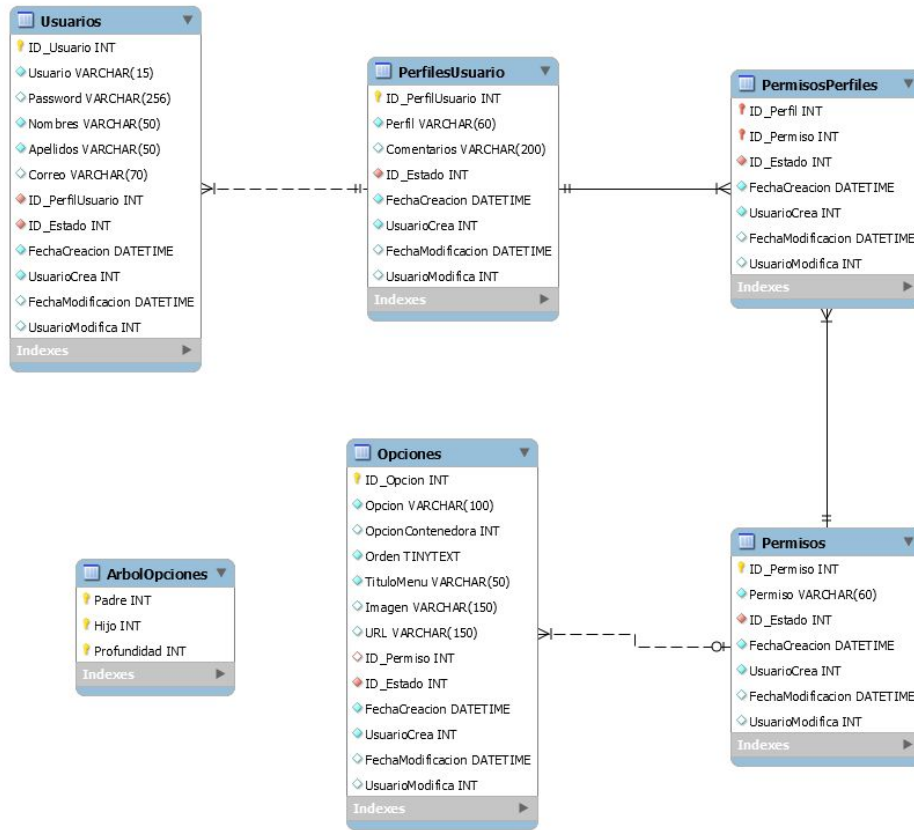 Usuarios
ID_Usuario INT
Usuario VARCHAR(15)
Password VARCHAR(256)
Nombres VARCHAR(50)
Apellidos VARCHAR(50)
Correo VARCHAR(70)
ID_PerfilUsuario INT
ID_Estado INT
FechaCreacion DATETIME
UsuarioCrea INT
FechaModificacion DATETIME
UsuarioModifica INT
Indexes
PerfilesUsuario
ID_PerfilUsuario INT
Perfil VARCHAR(60)
Comentarios VARCHAR(200)
ID_Estado INT
FechaCreacion DATETIME
UsuarioCrea INT
FechaModificacion DATETIME
UsuarioModifica INT
Indexes
PermisosPerfiles
ID_Perfil INT
ID_Permiso INT
ID_Estado INT
FechaCreacion DATETIME
UsuarioCrea INT
FechaModificacion DATETIME
UsuarioModifica INT
Indexes
ArbolOpciones
Padre INT
Hijo INT
Profundidad INT
Indexes
Opciones
ID_Opcion INT
Opcion VARCHAR(100)
OpcionContenedora INT
Orden TINYTEXT
TituloMenu VARCHAR(50)
Imagen VARCHAR(150)
URL VARCHAR(150)
ID_Permiso INT
ID_Estado INT
FechaCreacion DATETIME
UsuarioCrea INT
FechaModificacion DATETIME
UsuarioModifica INT
Indexes
Permisos
ID_Permiso INT
Permiso VARCHAR(60)
ID_Estado INT
FechaCreacion DATETIME
UsuarioCrea INT
FechaModificacion DATETIME
UsuarioModifica INT
Indexes